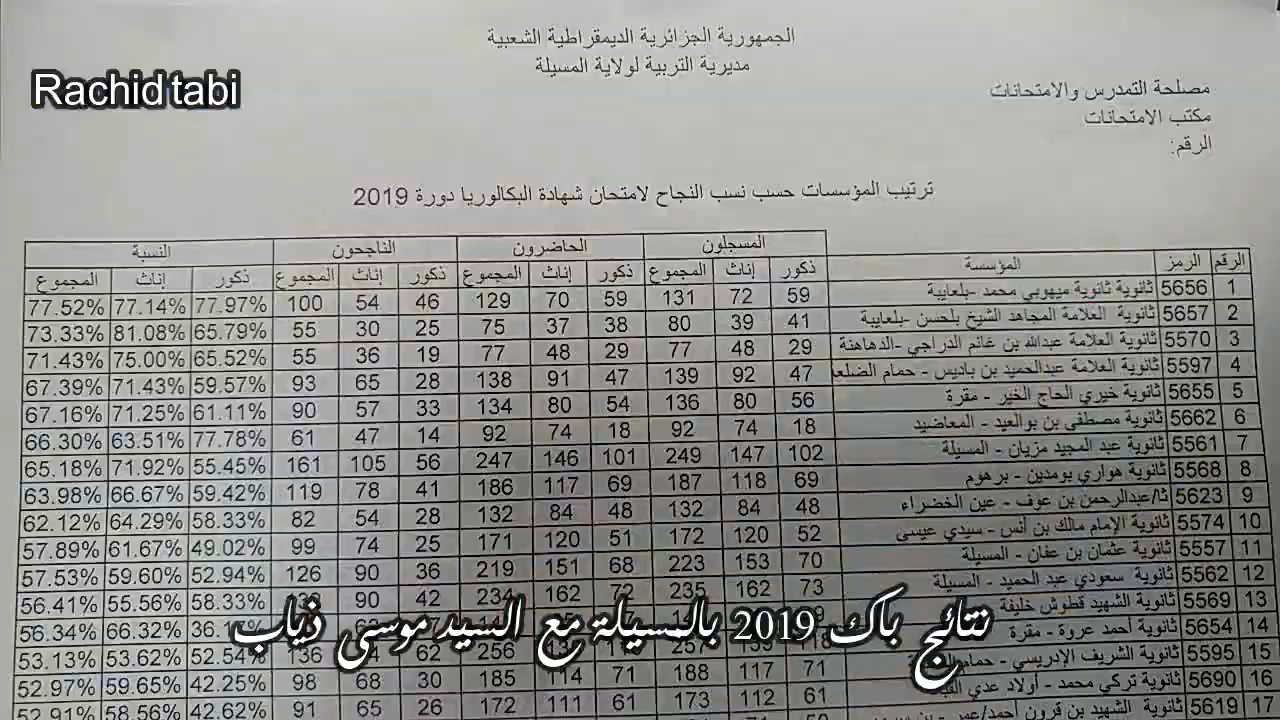 الجمهورية الجزائرية الديمقراطية الشعبية
مديرية التربية لولاية المسيلة
Rachid tabi
مصلحة التمدرس والامتحانات
مكتب الامتحانات
الرقم:
ترتيب المؤسسات حسب نسب النجاح لامتحان شهادة البكالوريا دورة 2019
المسجلون الحاضرون الناجحون النسبة
الرقم الرمز المؤسسة ذكور إناث المجموع ذكور إناث المجموع ذكور إناث المجموع ذكور إناث المجموع
1 5656 ثانوية ثانوية ميهوبي محمد -بلعايبة 59 72 131 59 70 129 46 54 100 77.97% 77.14% 77.52%
2 5657 ثانوية العلامة المجاهد الشيخ بلحسن -بلعايبة 41 39 80 38 37 75 25 30 55 65.79% 81.08% 73.33%
3 5570 ثانوية العلامة عبدالله بن غانم الدراجي -الدهاهنة 29 48 77 29 48 77 19 36 55 65.52% 75.00% 71.43%
4 5597 ثانوية العلامة عبدالحميد بن باديس - حمام الضلعة 47 92 139 47 91 138 28 65 93 59.57% 71.43% 67.39%
5 5655 ثانوية خيري الحاج الخير - مقرة 56 80 136 54 80 134 33 57 90 61.11% 71.25% 67.16%
6 5662 ثانوية مصطفى بن بوالعيد - المعاضيد 18 74 92 18 74 92 14 47 61 77.78% 63.51% 66.30%
7 5561 ثانوية عبد المجيد مزيان - المسيلة 102 147 249 101 146 247 56 105 161 55.45% 71.92% 65.18%
8 5568 ثانوية هواري بومدين - برهوم 69 118 187 69 117 186 41 78 119 59.42% 66.67% 63.98%
9 5623 ثا/عبدالرحمن بن عوف - عين الخضراء 48 84 132 48 84 132 28 54 82 58.33% 64.29% 62.12%
10 5574 ثانوية الإمام مالك بن أنس - سيدي عيسى 52 120 172 51 120 171 25 74 99 49.02% 61.67% 57.89%
11 5557 ثانوية عثمان بن عفان - المسيلة 70 153 223 68 151 219 36 90 126 52.94% 59.60% 57.53%
12 5562 ثانوية سعودي عبد الحميد - المسيلة 73 162 235 72 162 234 42 90 58.33% 55.56% 56.41%
13 5569 ثانوية الشهيد قطوش خليفة 66.32% 56.34%
14 5654 ثانوية أحمد عروة - مقرة 256 62 136 52.54% 53.62% 53.13%
15 5595 ثانوية الشريف الإدريسي - 71 117 188 71 114 185 30 68 98 42.25% 59.65% 52.97%
16 5690 ثانوية تركي محمد - أولاد عدي 61 112 173 61 111 172 26 65 91 42.62% 58.56% 52.91%
17 5619 ثانوية الشهيد بن قرون أحمد/عمر
نتائج باك 2019 بالمسيلة مع السيد موسى ذياب